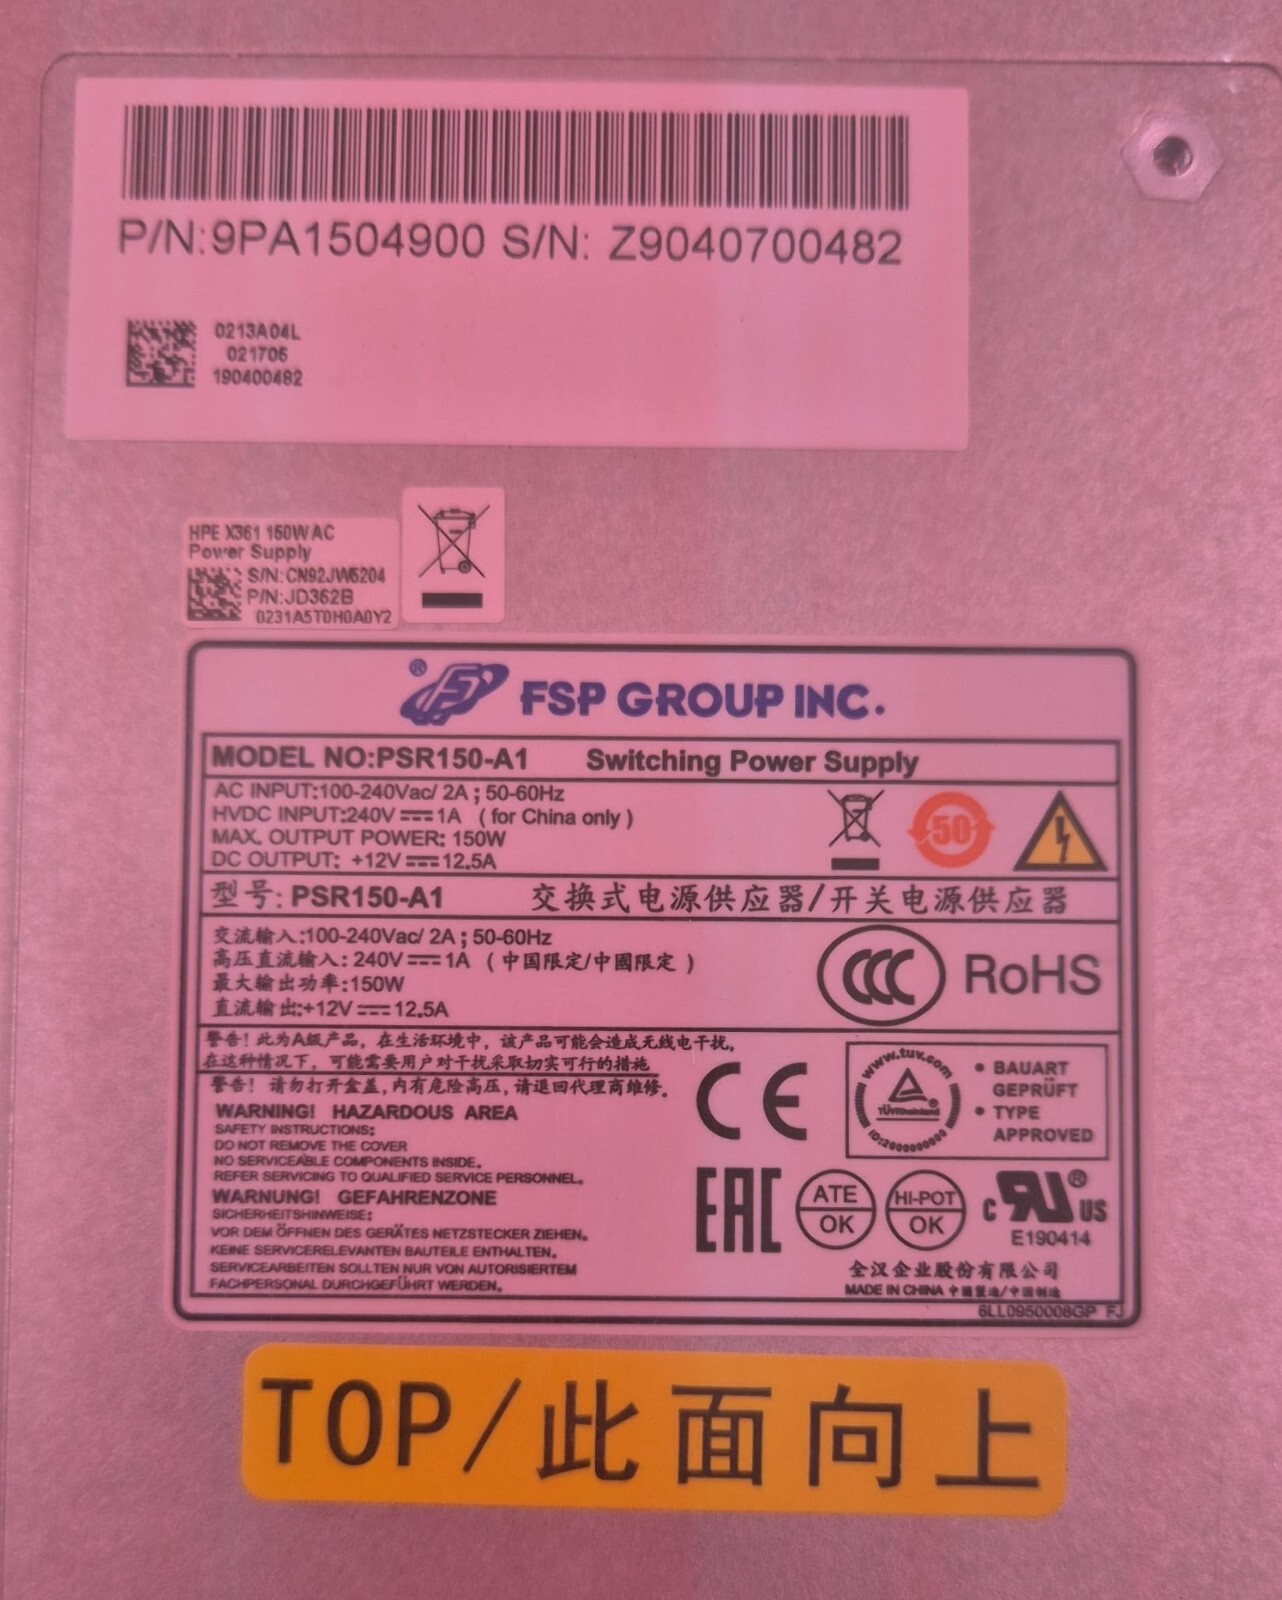 P/N:9PA1504900 S/N: Z9040700482
0213A04L
021706
190400482
HPE X361 150W AC
Power Supply
S/N:CN92JW5204
P/N:JD362B
0231A5T0H0A0Y2
FSP GROUP INC.
MODEL NO:PSR150-A1 Switching Power Supply
AC INPUT:100-240Vac/ 2A ; 50-60Hz
HVDC INPUT:240V⎓1A ( for China only )
MAX. OUTPUT POWER: 150W
DC OUTPUT: +12V⎓12.5A
50
型号: PSR150-A1 交换式电源供应器/开关电源供应器
交流输入:100-240Vac/ 2A ; 50-60Hz
高压直流输入: 240V⎓1A ( 中国限定/中國限定 )
最大输出功率:150W
直流输出:+12V⎓12.5A
CCC RoHS
警告! 此为A级产品, 在生活环境中, 该产品可能会造成无线电干扰,
在这种情况下, 可能需要用户对干扰采取切实可行的措施
警告! 请勿打开盒盖, 内有危险高压, 请退回代理商维修.
WARNING! HAZARDOUS AREA
SAFETY INSTRUCTIONS:
DO NOT REMOVE THE COVER
NO SERVICEABLE COMPONENTS INSIDE.
REFER SERVICING TO QUALIFIED SERVICE PERSONNEL.
WARNUNG! GEFAHRENZONE
SICHERHEITSHINWEISE:
VOR DEM ÖFFNEN DES GERÄTES NETZSTECKER ZIEHEN.
KEINE SERVICERELEVANTEN BAUTEILE ENTHALTEN.
SERVICEARBEITEN SOLLTEN NUR VON AUTORISIERTEM
FACHPERSONAL DURCHGEFÜHRT WERDEN.
CE
www.tuv.com
TÜVRheinland
ID:2000000000
• BAUART
GEPRÜFT
• TYPE
APPROVED
EAC
ATE
OK
HI-POT
OK
c RU® US
E190414
全汉企业股份有限公司
MADE IN CHINA 中國製造/中国制造
6LL0950008GP FJ
TOP/此面向上